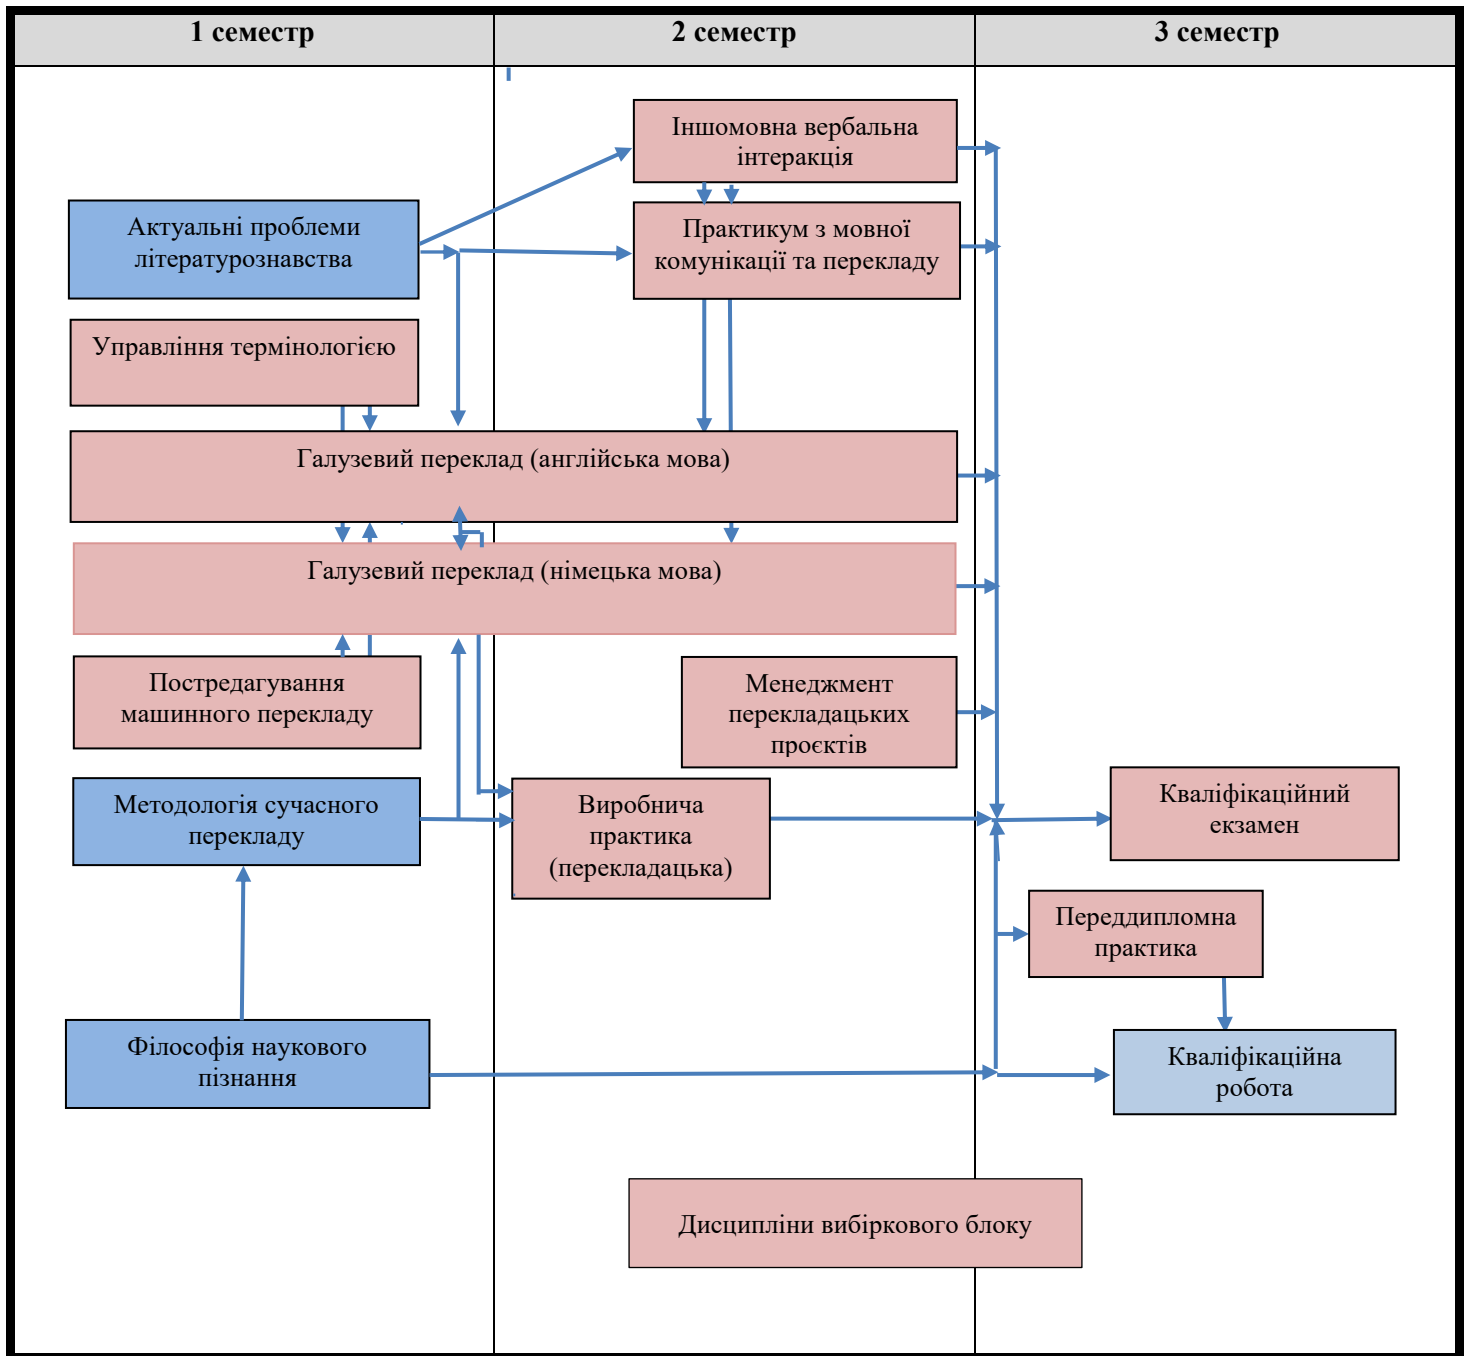 1 семестр
2 семестр
3 семестр
Іншомовна вербальна
інтеракція
Актуальні проблеми
літературознавства
Практикум з мовної
комунікації та перекладу
Управління термінологією
Галузевий переклад (англійська мова)
Галузевий переклад (німецька мова)
Постредагування
машинного перекладу
Менеджмент
перекладацьких
проєктів
Методологія сучасного
перекладу
Виробнича
практика
(перекладацька)
Кваліфікаційний
екзамен
Переддипломна
практика
Філософія наукового
пізнання
Кваліфікаційна
робота
Дисципліни вибіркового блоку